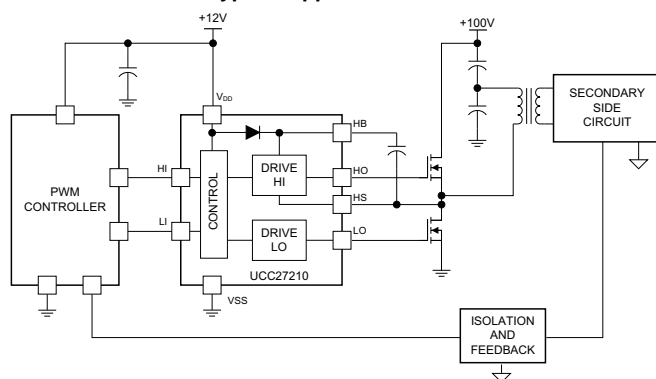 +12V
+100V
VDD
HB
SECONDARY
SIDE
CIRCUIT
HI
DRIVE
HI
HO
PWM
CONTROLLER
CONTROL
HS
LI
DRIVE
LO
LO
UCC27210
VSS
ISOLATION
AND
FEEDBACK